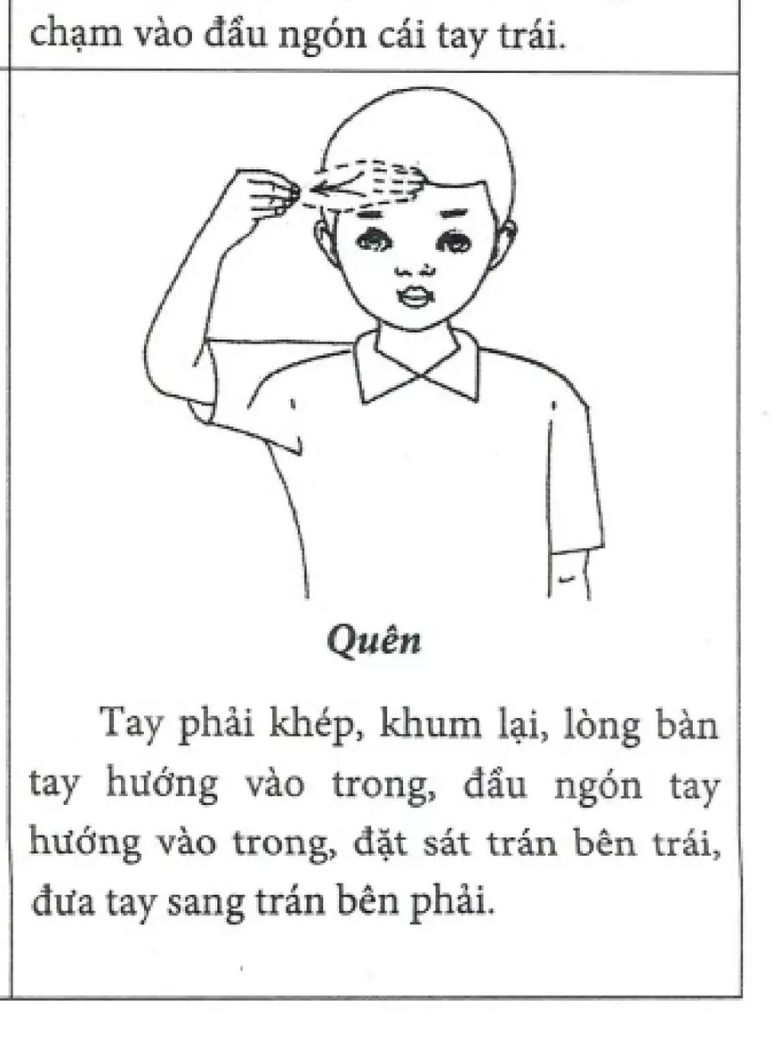 chạm vào đầu ngón cái tay trái.
Quên
Tay phải khép, khum lại, lòng bàn
tay hướng vào trong, đầu ngón tay
hướng vào trong, đặt sát trán bên trái,
đưa tay sang trán bên phải.